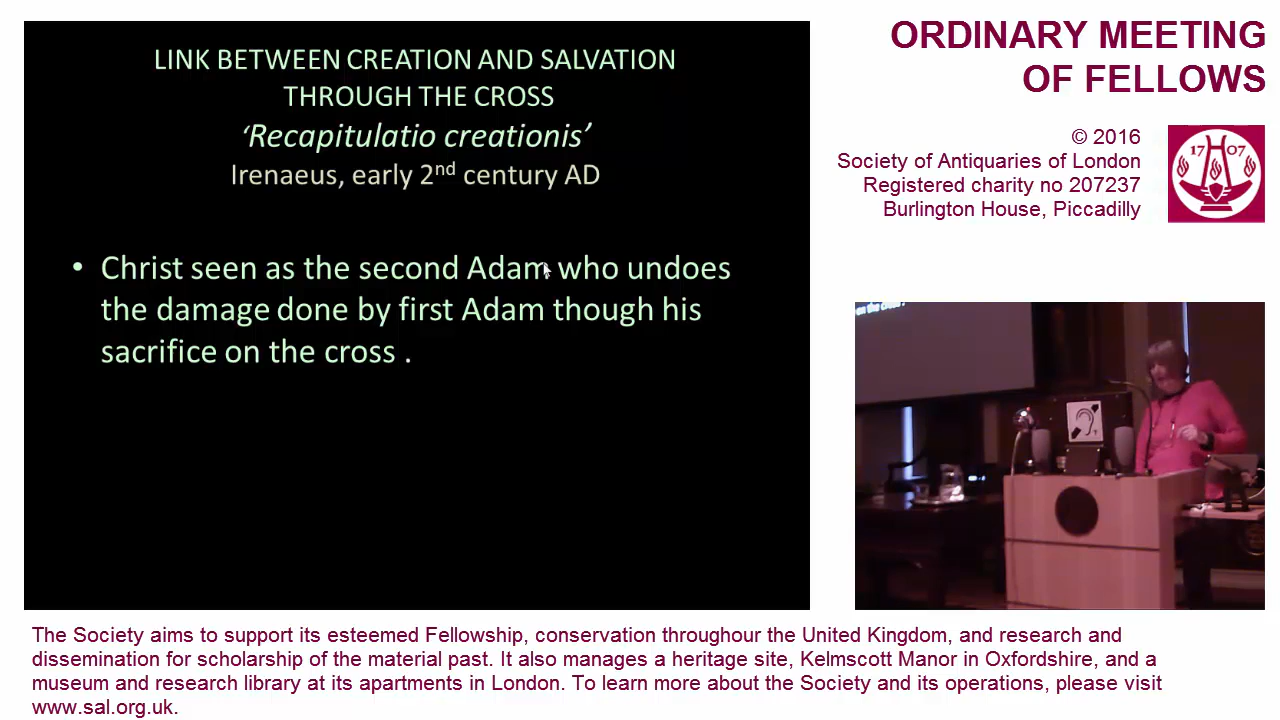 LINK BETWEEN CREATION AND SALVATION
THROUGH THE CROSS
‘Recapitulatio creationis’
Irenaeus, early 2nd century AD
• Christ seen as the second Adam who undoes
the damage done by first Adam though his
sacrifice on the cross .
ORDINARY MEETING
OF FELLOWS
© 2016
Society of Antiquaries of London
Registered charity no 207237
Burlington House, Piccadilly
17 07
The Society aims to support its esteemed Fellowship, conservation throughour the United Kingdom, and research and
dissemination for scholarship of the material past. It also manages a heritage site, Kelmscott Manor in Oxfordshire, and a
museum and research library at its apartments in London. To learn more about the Society and its operations, please visit
www.sal.org.uk.